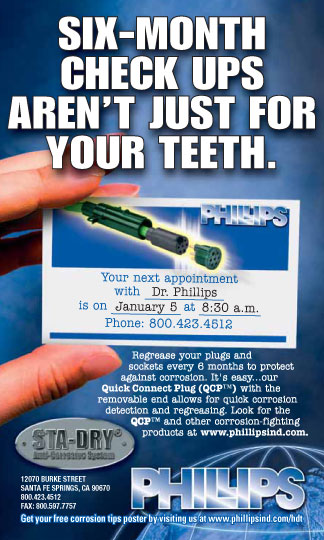 SIX-MONTH
CHECK UPS
AREN'T JUST FOR
YOUR TEETH.
PHILLIPS
Your next appointment
with Dr. Phillips
is on January 5 at 8:30 a.m.
Phone: 800.423.4512
Regrease your plugs and
sockets every 6 months to protect
against corrosion. It's easy...our
Quick Connect Plug (QCP™) with the
removable end allows for quick corrosion
detection and regreasing. Look for the
QCP™ and other corrosion-fighting
products at www.phillipsind.com.
STA-DRY®
Anti-Corrosion System
12070 BURKE STREET
SANTA FE SPRINGS, CA 90670
800.423.4512
FAX: 800.597.7757
PHILLIPS
Get your free corrosion tips poster by visiting us at www.phillipsind.com/hdt